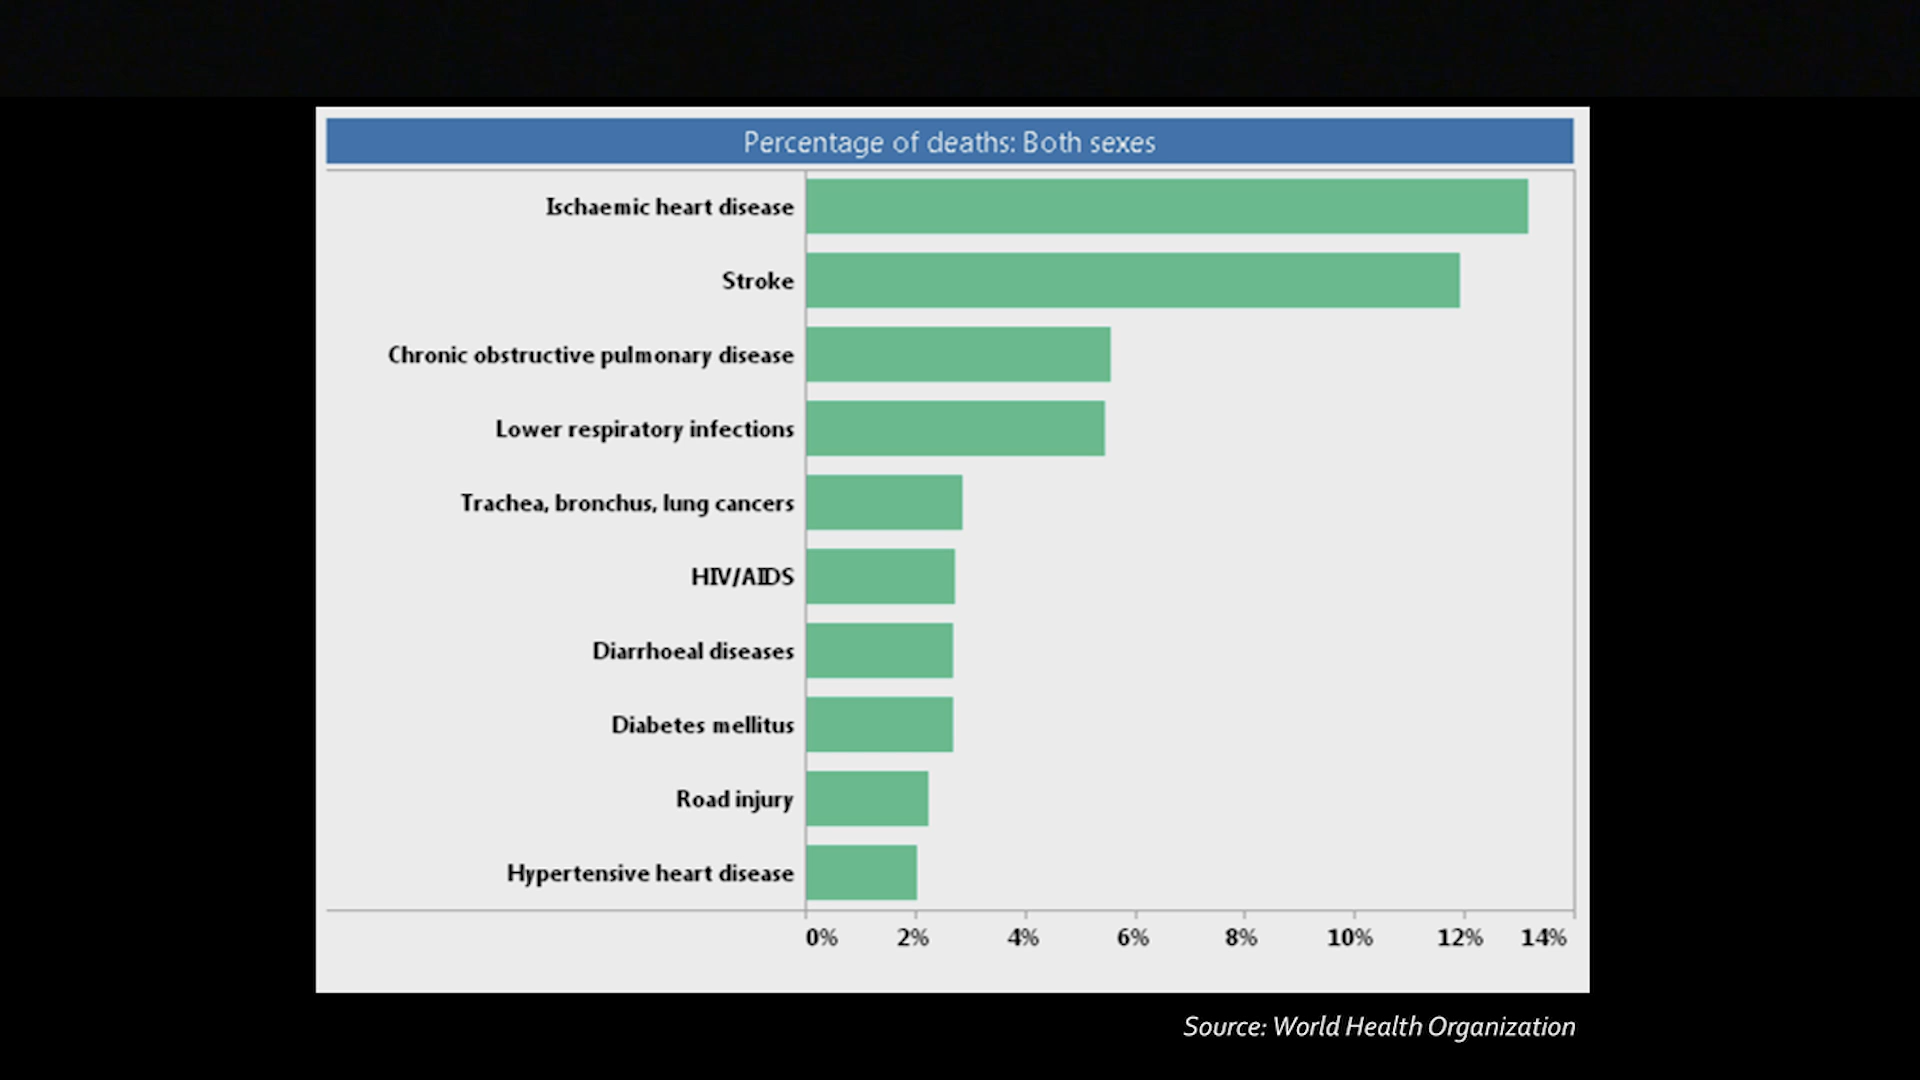 Percentage of deaths: Both sexes
Ischaemic heart disease
Stroke
Chronic obstructive pulmonary disease
Lower respiratory infections
Trachea, bronchus, lung cancers
HIV/AIDS
Diarrhoeal diseases
Diabetes mellitus
Road injury
Hypertensive heart disease
0% 2% 4% 6% 8% 10% 12% 14%
Source: World Health Organization